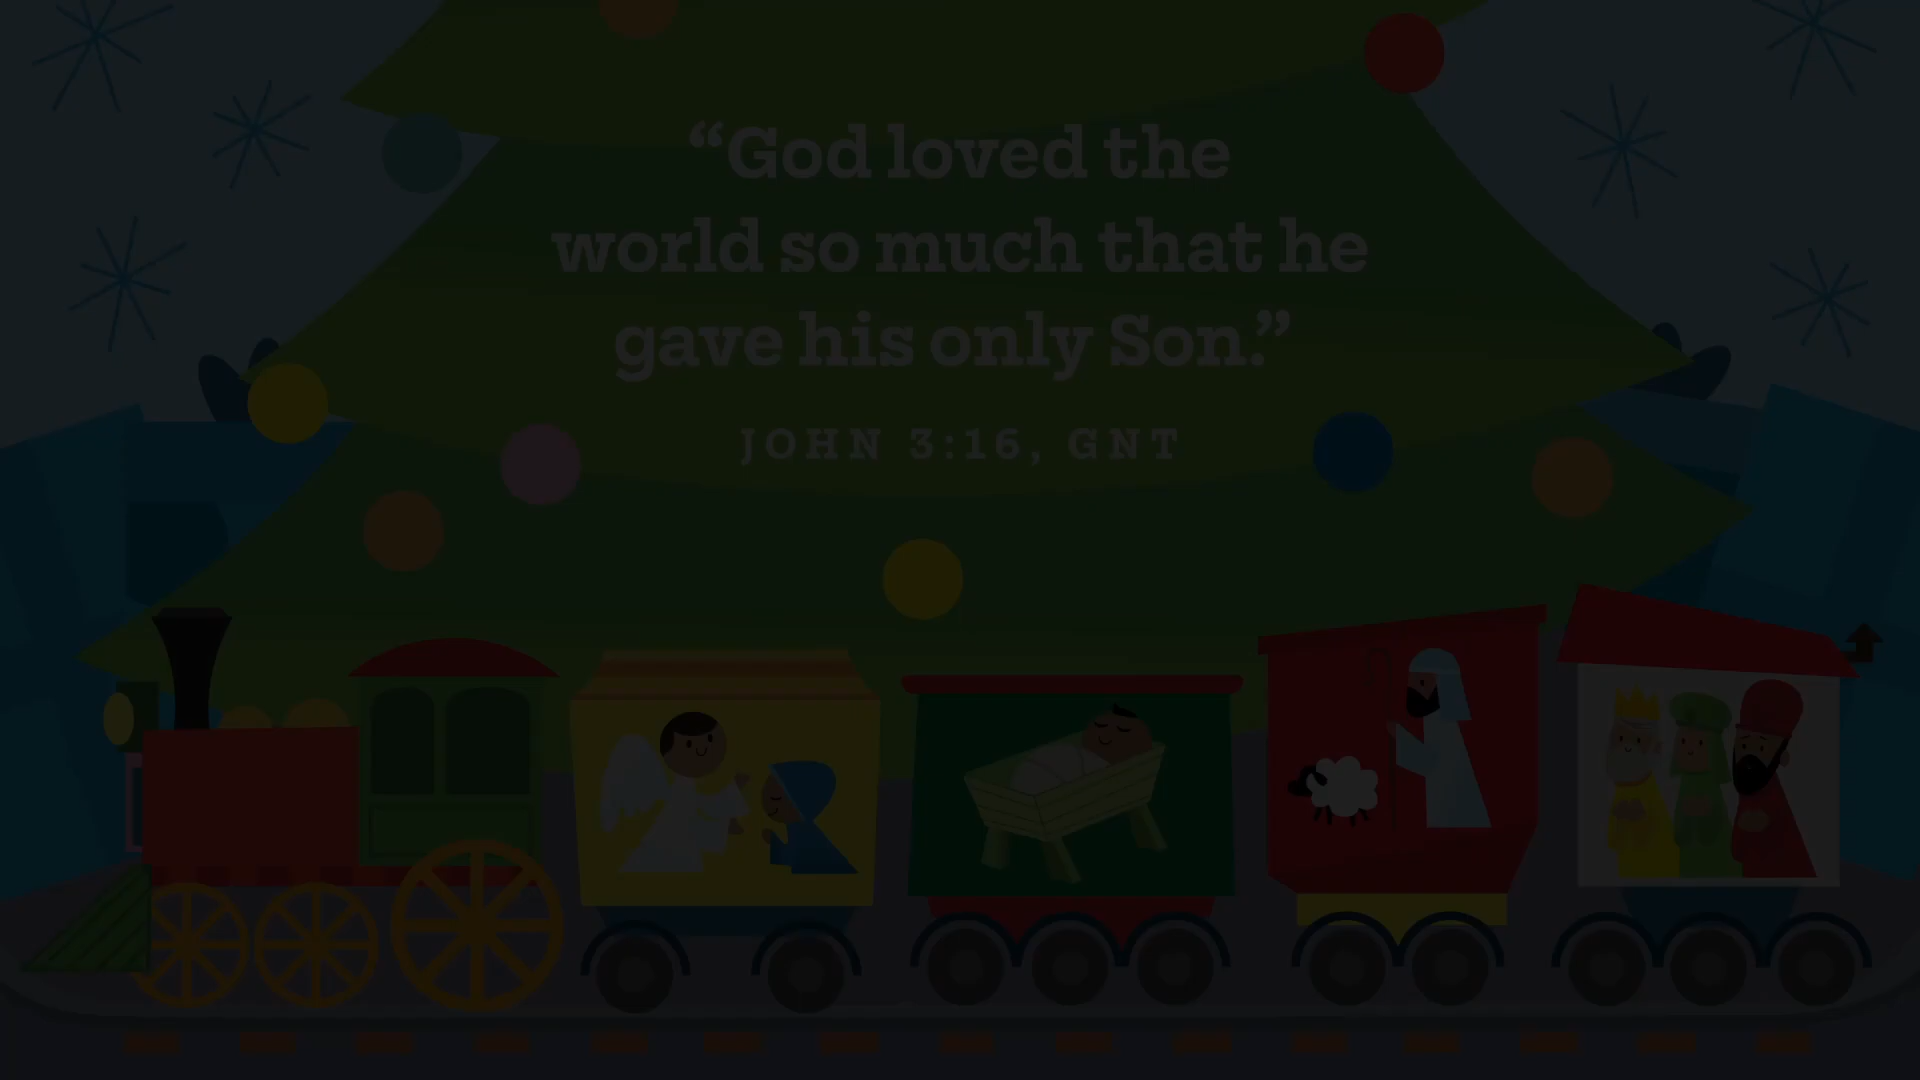 “God loved the
world so much that he
gave his only Son.”
JOHN 3:16, GNT